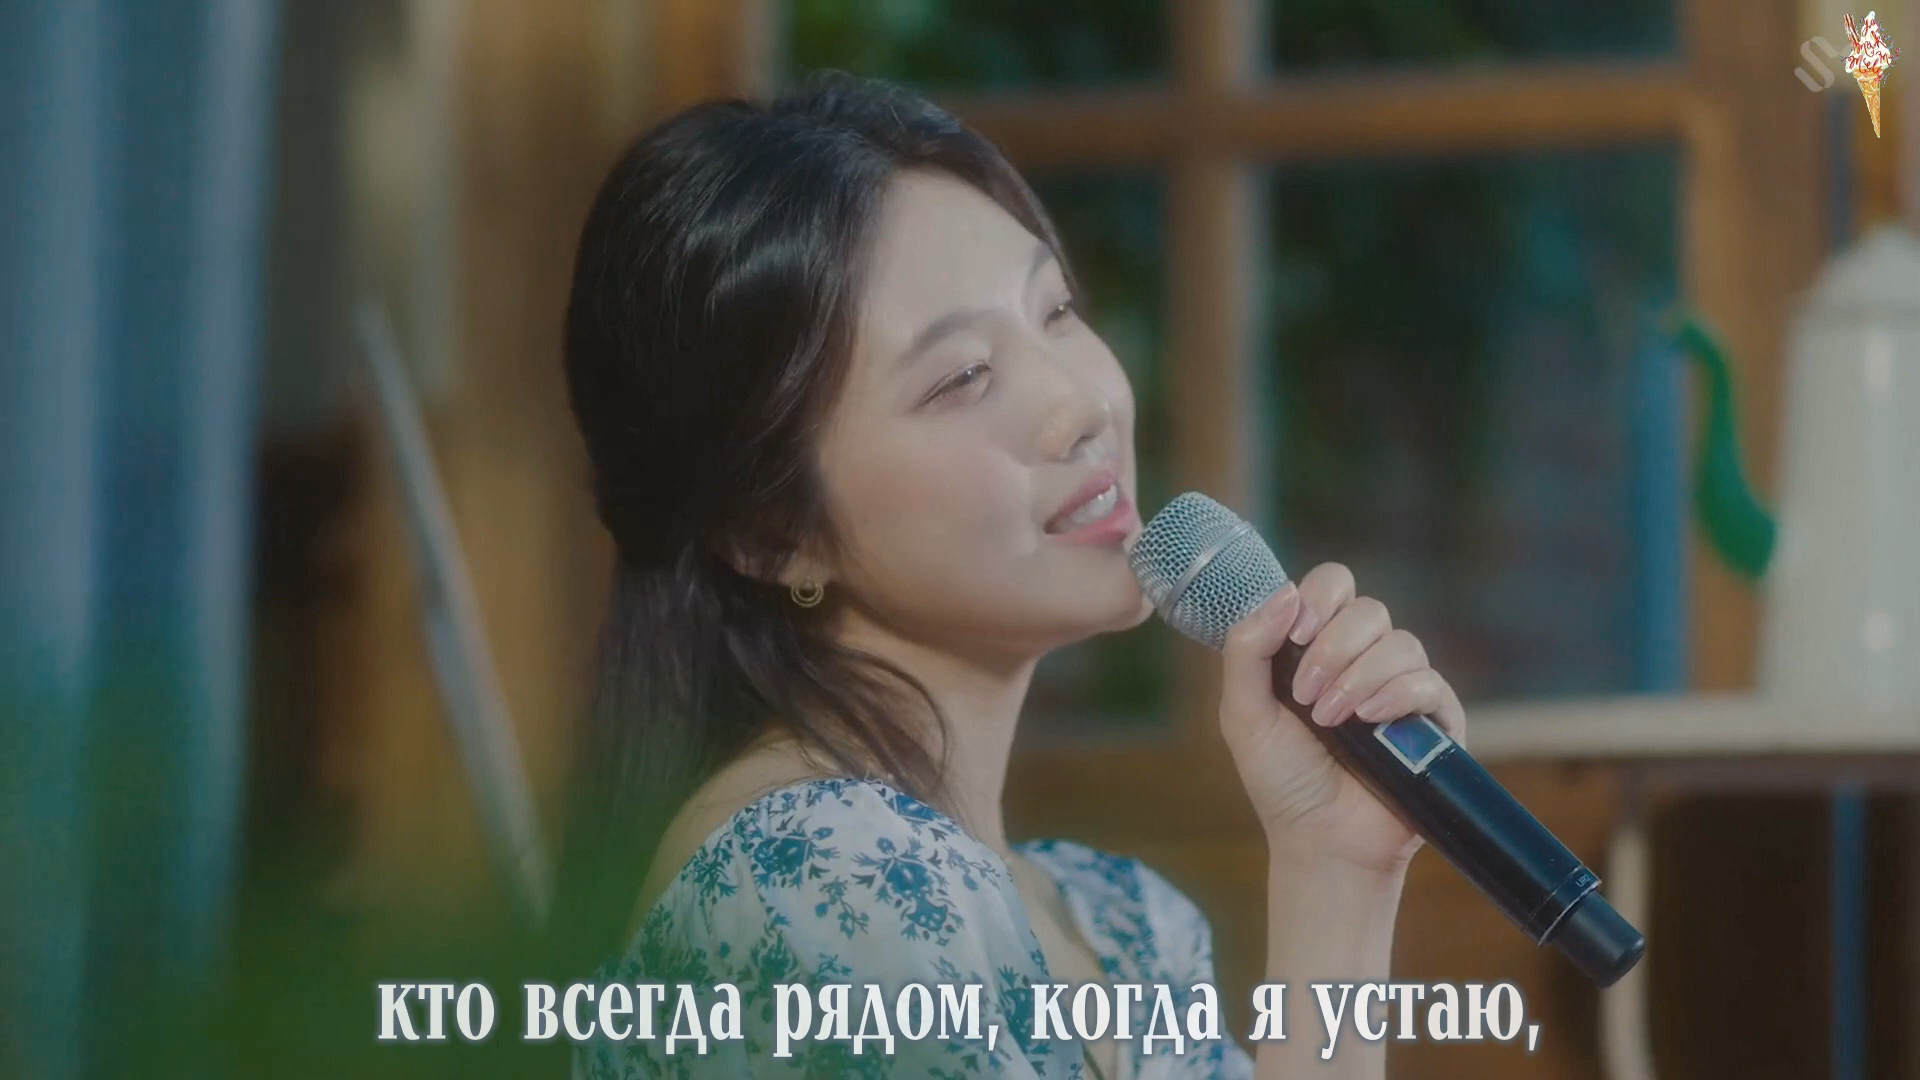 кто всегда рядом, когда я устаю,